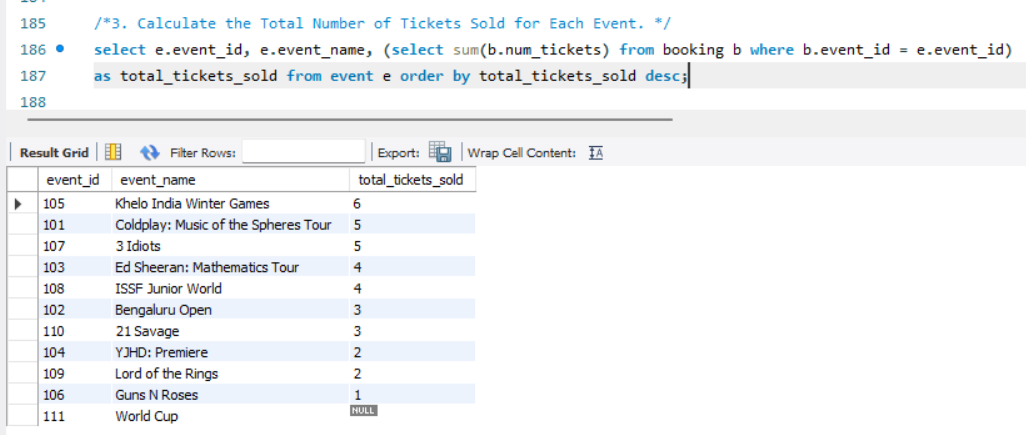 185 /*3. Calculate the Total Number of Tickets Sold for Each Event. */
186 select e.event_id, e.event_name, (select sum(b.num_tickets) from booking b where b.event_id = e.event_id)
187 as total_tickets_sold from event e order by total_tickets_sold desc;
188
Result Grid Filter Rows: Export: Wrap Cell Content: IA
event_id event_name total_tickets_sold
105 Khelo India Winter Games 6
101 Coldplay: Music of the Spheres Tour 5
107 3 Idiots 5
103 Ed Sheeran: Mathematics Tour 4
108 ISSF Junior World 4
102 Bengaluru Open 3
110 21 Savage 3
104 YJHD: Premiere 2
109 Lord of the Rings 2
106 Guns N Roses 1
111 World Cup NULL